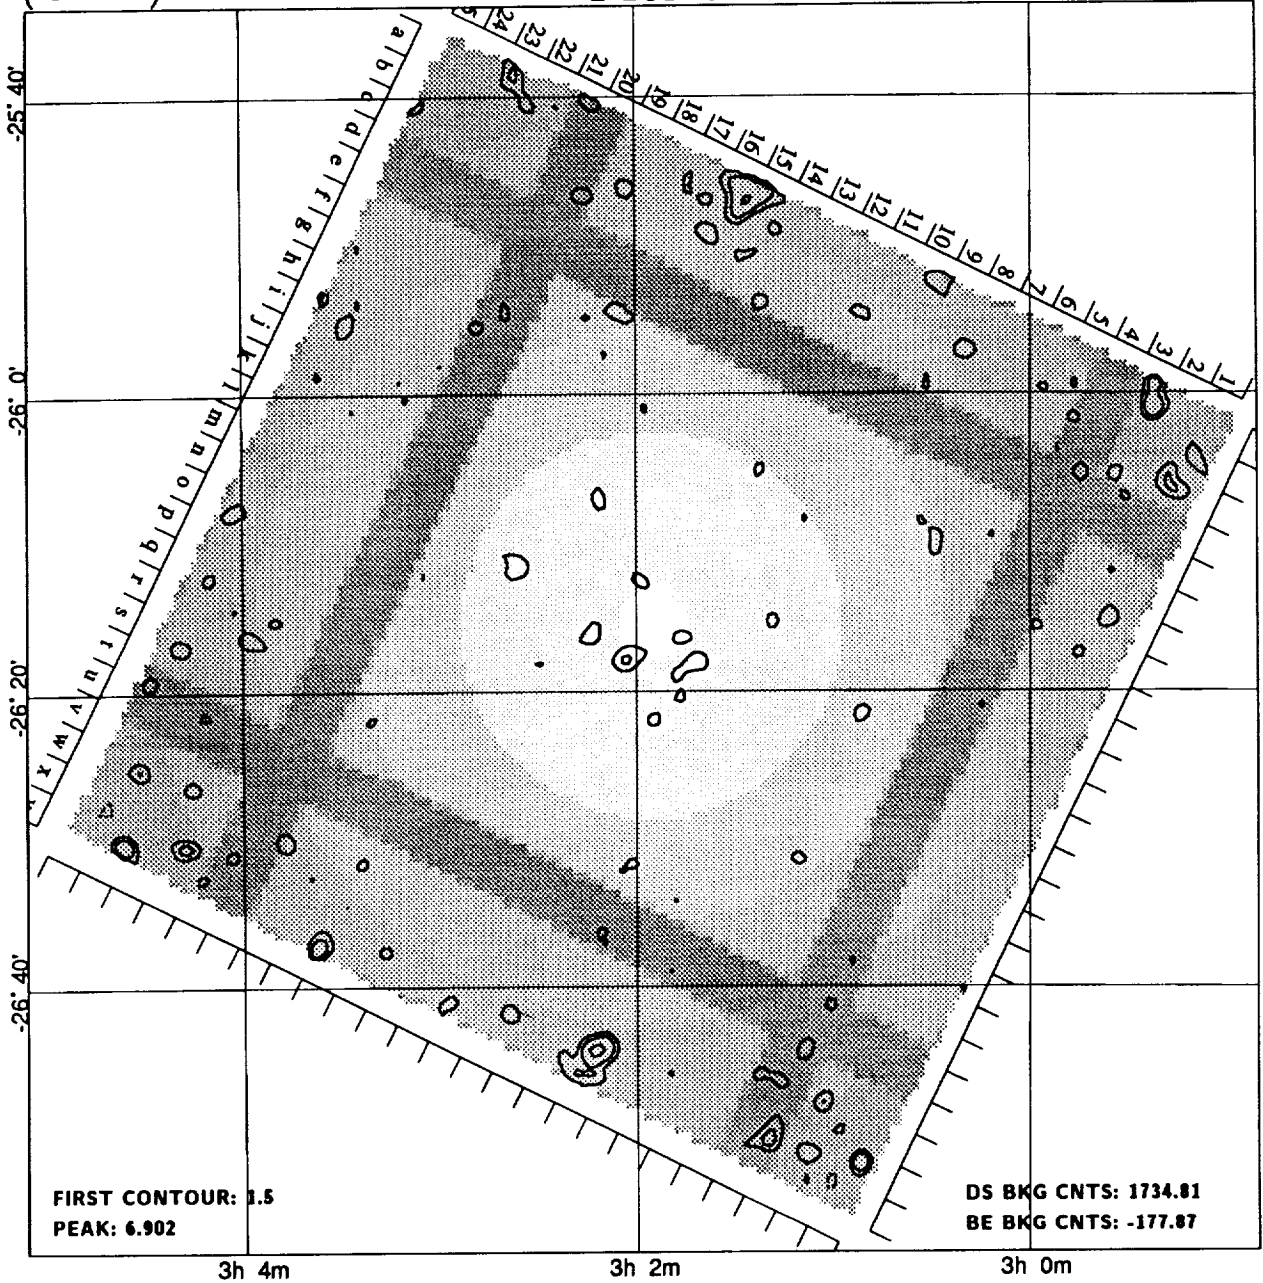 24
23
22
21
20
19
18
17
16
15
14
13
12
11
10
9
8
7
6
5
4
3
2
1
a
b
c
d
e
f
g
h
i
j
k
l
m
n
o
p
q
r
s
t
u
v
w
x
-25° 40'
-26° 0'
-26° 20'
-26° 40'
FIRST CONTOUR: 1.5
PEAK: 6.902
DS BKG CNTS: 1734.81
BE BKG CNTS: -177.87
3h 4m
3h 2m
3h 0m